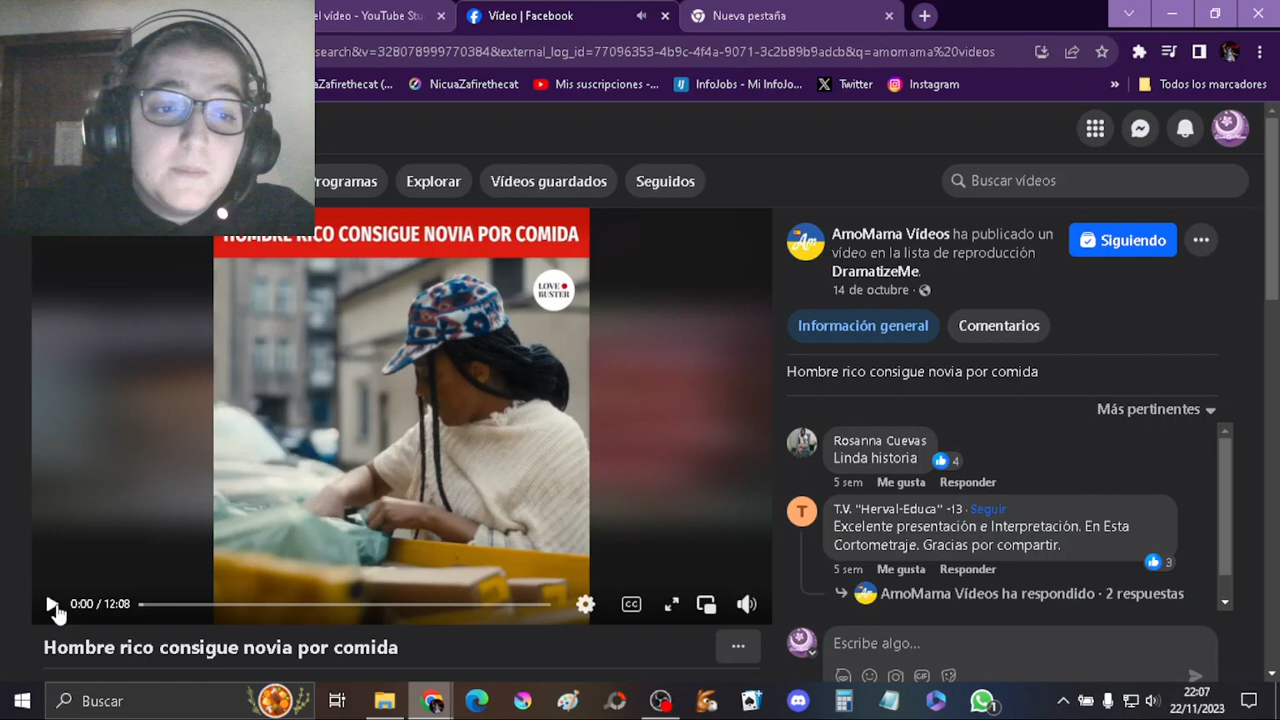 el vídeo - YouTube Stu
Vídeo | Facebook
Nueva pestaña
search&v=328078999770384&external_log_id=77096353-4b9c-4f4a-9071-3c2b89b9adcb&q=amomama%20videos
uaZafirethecat (...
NicuaZafirethecat
Mis suscripciones -...
InfoJobs - Mi InfoJo...
Twitter
Instagram
»
Todos los marcadores
Programas
Explorar
Vídeos guardados
Seguidos
Buscar vídeos
HOMBRE RICO CONSIGUE NOVIA POR COMIDA
LOVE
BUSTER
Am
AmoMama Vídeos ha publicado un
vídeo en la lista de reproducción
DramatizeMe.
14 de octubre ·
Siguiendo
Información general
Comentarios
Hombre rico consigue novia por comida
Más pertinentes
Rosanna Cuevas
Linda historia
4
5 sem Me gusta Responder
T
T.V. "Herval-Educa" -13 · Seguir
Excelente presentación e Interpretación. En Esta
Cortometraje. Gracias por compartir.
3
5 sem Me gusta Responder
AmoMama Vídeos ha respondido · 2 respuestas
Escribe algo...
GIF
0:00 / 12:08
CC
Hombre rico consigue novia por comida
Buscar
1
22:07
22/11/2023